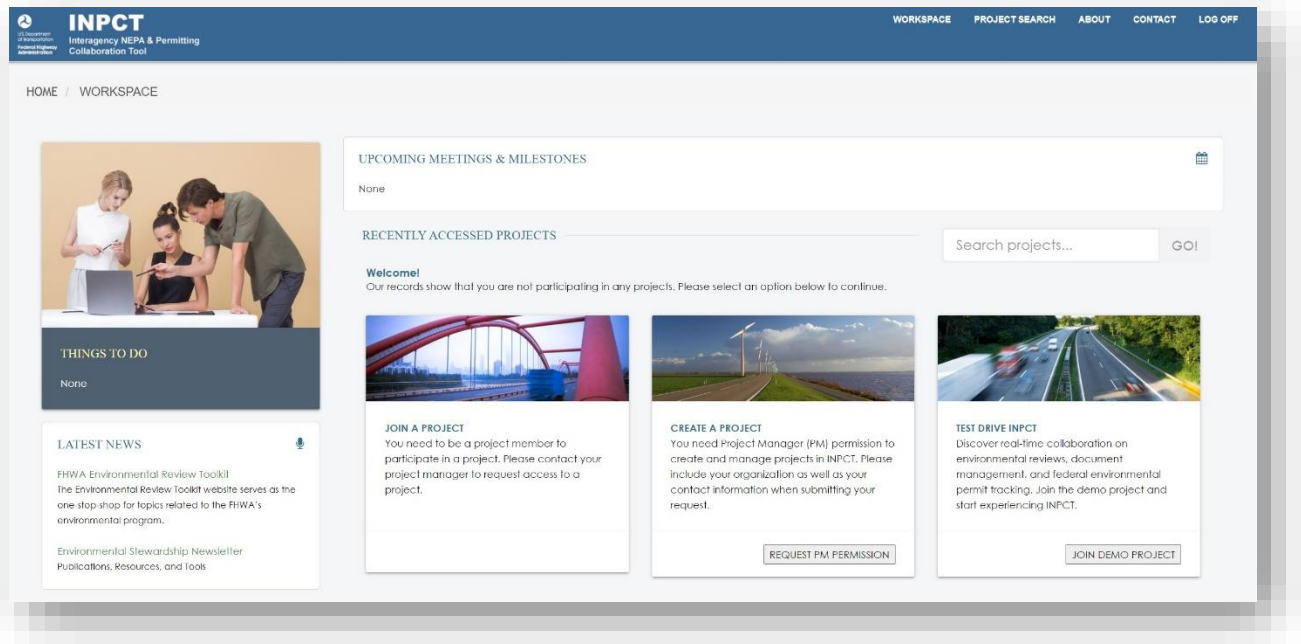 U.S. Department
of Transportation
Federal Highway
Administration
INPCT
Interagency NEPA & Permitting
Collaboration Tool
WORKSPACE PROJECT SEARCH ABOUT CONTACT LOG OFF
HOME / WORKSPACE
UPCOMING MEETINGS & MILESTONES
None
RECENTLY ACCESSED PROJECTS
Search projects... GO!
Welcome!
Our records show that you are not participating in any projects. Please select an option below to continue.
THINGS TO DO
None
LATEST NEWS
FHWA Environmental Review Toolkit
The Environmental Review Toolkit website serves as the
one-stop-shop for topics related to the FHWA's
environmental program.
Environmental Stewardship Newsletter
Publications, Resources, and Tools
JOIN A PROJECT
You need to be a project member to
participate in a project. Please contact your
project manager to request access to a
project.
CREATE A PROJECT
You need Project Manager (PM) permission to
create and manage projects in INPCT. Please
include your organization as well as your
contact information when submitting your
request.
REQUEST PM PERMISSION
TEST DRIVE INPCT
Discover real-time collaboration on
environmental reviews, document
management, and federal environmental
permit tracking. Join the demo project and
start experiencing INPCT.
JOIN DEMO PROJECT